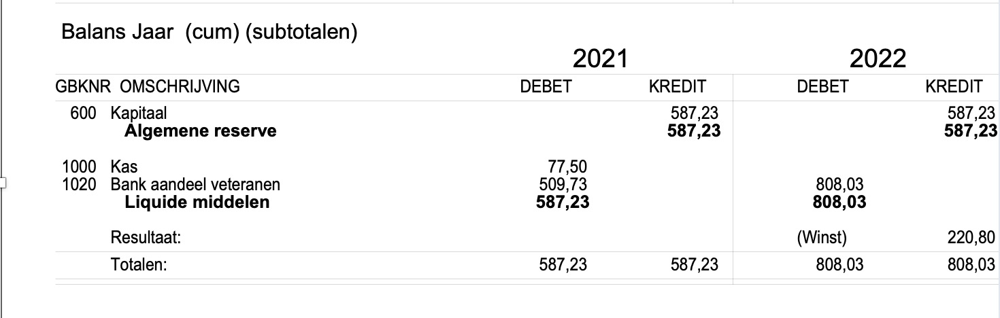 Balans Jaar (cum) (subtotalen)
2021 2022
GBKNR OMSCHRIJVING DEBET KREDIT DEBET KREDIT
600 Kapitaal 587,23 587,23
Algemene reserve 587,23 587,23
1000 Kas 77,50
1020 Bank aandeel veteranen 509,73 808,03
Liquide middelen 587,23 808,03
Resultaat: (Winst) 220,80
Totalen: 587,23 587,23 808,03 808,03